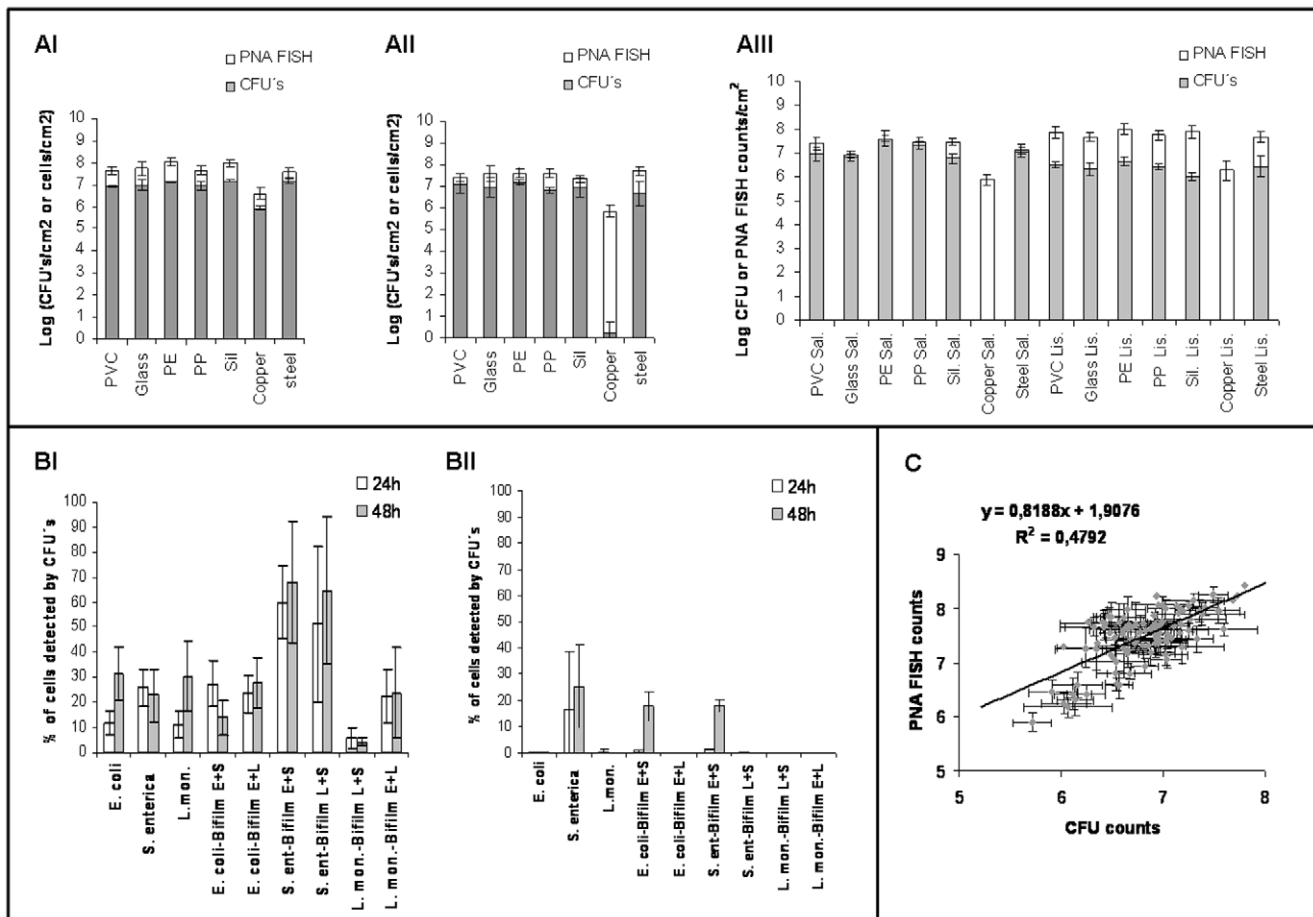 AI
PNA FISH
CFU´s
Log (CFU's/cm2 or cells/cm2)
10
9
8
7
6
5
4
3
2
1
0
PVC
Glass
PE
PP
Sil
Copper
steel
AII
PNA FISH
CFU´s
Log (CFU's/cm2 or cells/cm2)
10
9
8
7
6
5
4
3
2
1
0
PVC
Glass
PE
PP
Sil
Copper
steel
AIII
PNA FISH
CFU´s
Log CFU or PNA FISH counts/cm²
10
9
8
7
6
5
4
3
2
1
0
PVC Sal.
Glass Sal.
PE Sal.
PP Sal.
Sil. Sal.
Copper Sal.
Steel Sal.
PVC Lis.
Glass Lis.
PE Lis.
PP Lis.
Sil. Lis.
Copper Lis.
Steel Lis.
BI
24h
48h
% of cells detected by CFU´s
100
90
80
70
60
50
40
30
20
10
0
E. coli
S. enterica
L.mon.
E. coli-Bifilm E+S
E. coli-Bifilm E+L
S. ent-Bifilm E+S
S. ent-Bifilm L+S
L. mon.-Bifilm L+S
L. mon.-Bifilm E+L
BII
24h
48h
% of cells detected by CFU´s
100
90
80
70
60
50
40
30
20
10
0
E. coli
S. enterica
L.mon.
E. coli-Bifilm E+S
E. coli-Bifilm E+L
S. ent-Bifilm E+S
S. ent-Bifilm L+S
L. mon.-Bifilm L+S
L. mon.-Bifilm E+L
C
y = 0,8188x + 1,9076
R² = 0,4792
PNA FISH counts
9
8
7
6
5
5
6
7
8
CFU counts